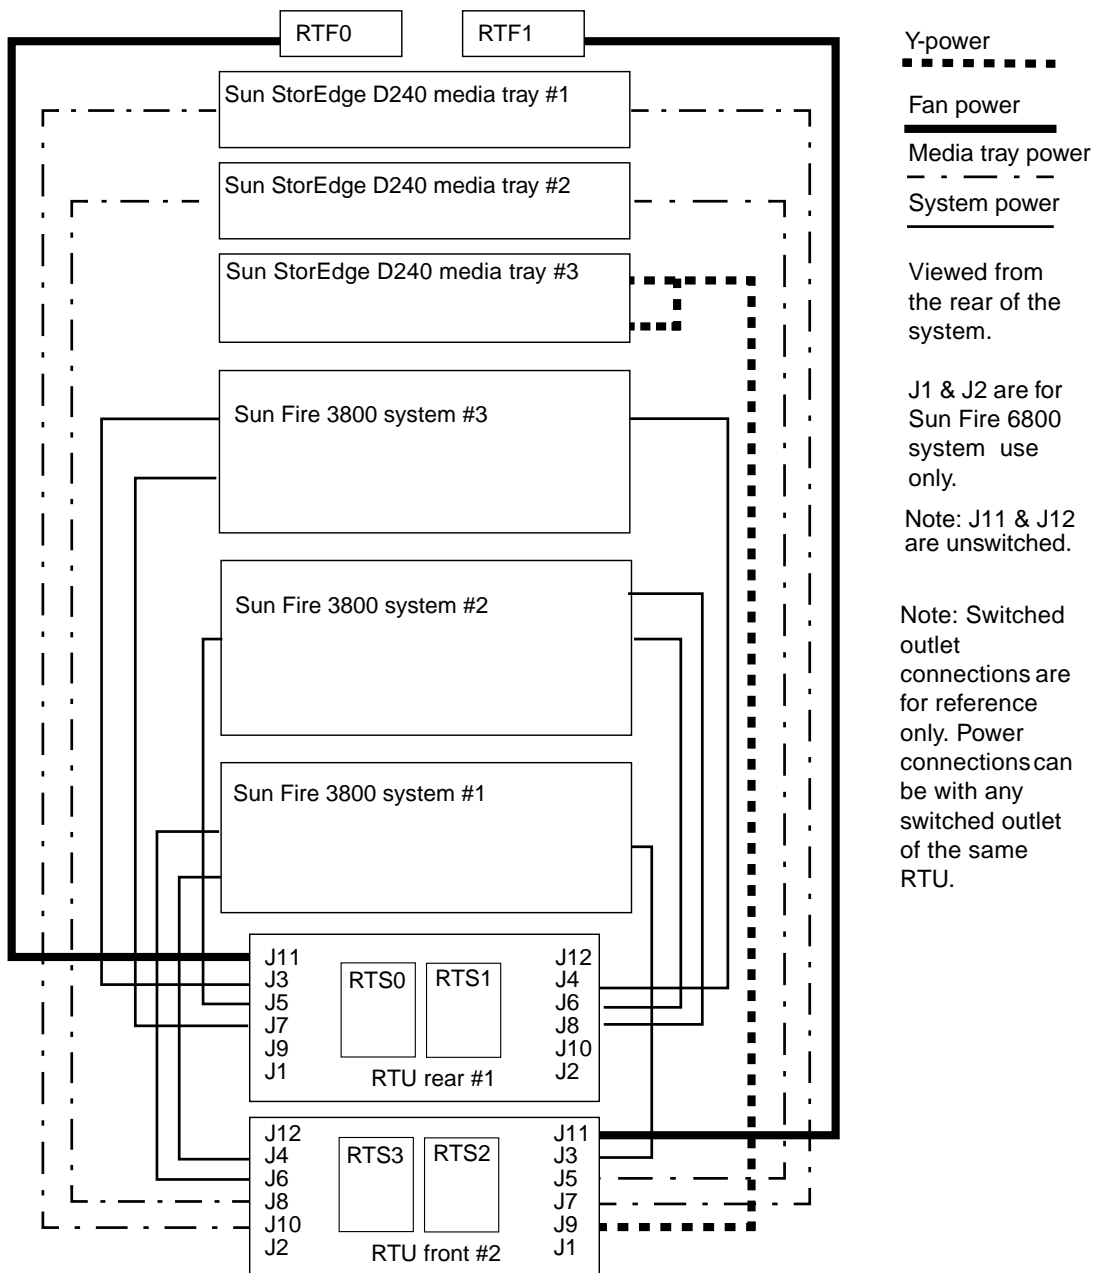 RTF0
RTF1
Sun StorEdge D240 media tray #1
Sun StorEdge D240 media tray #2
Sun StorEdge D240 media tray #3
Sun Fire 3800 system #3
Sun Fire 3800 system #2
Sun Fire 3800 system #1
J11
J3
J5
J7
J9
J1
RTS0
RTS1
RTU rear #1
J12
J4
J6
J8
J10
J2
J12
J4
J6
J8
J10
J2
RTS3
RTS2
RTU front #2
J11
J3
J5
J7
J9
J1
Y-power
Fan power
Media tray power
System power
Viewed from
the rear of the
system.
J1 & J2 are for
Sun Fire 6800
system use
only.
Note: J11 & J12
are unswitched.
Note: Switched
outlet
connections are
for reference
only. Power
connections can
be with any
switched outlet
of the same
RTU.